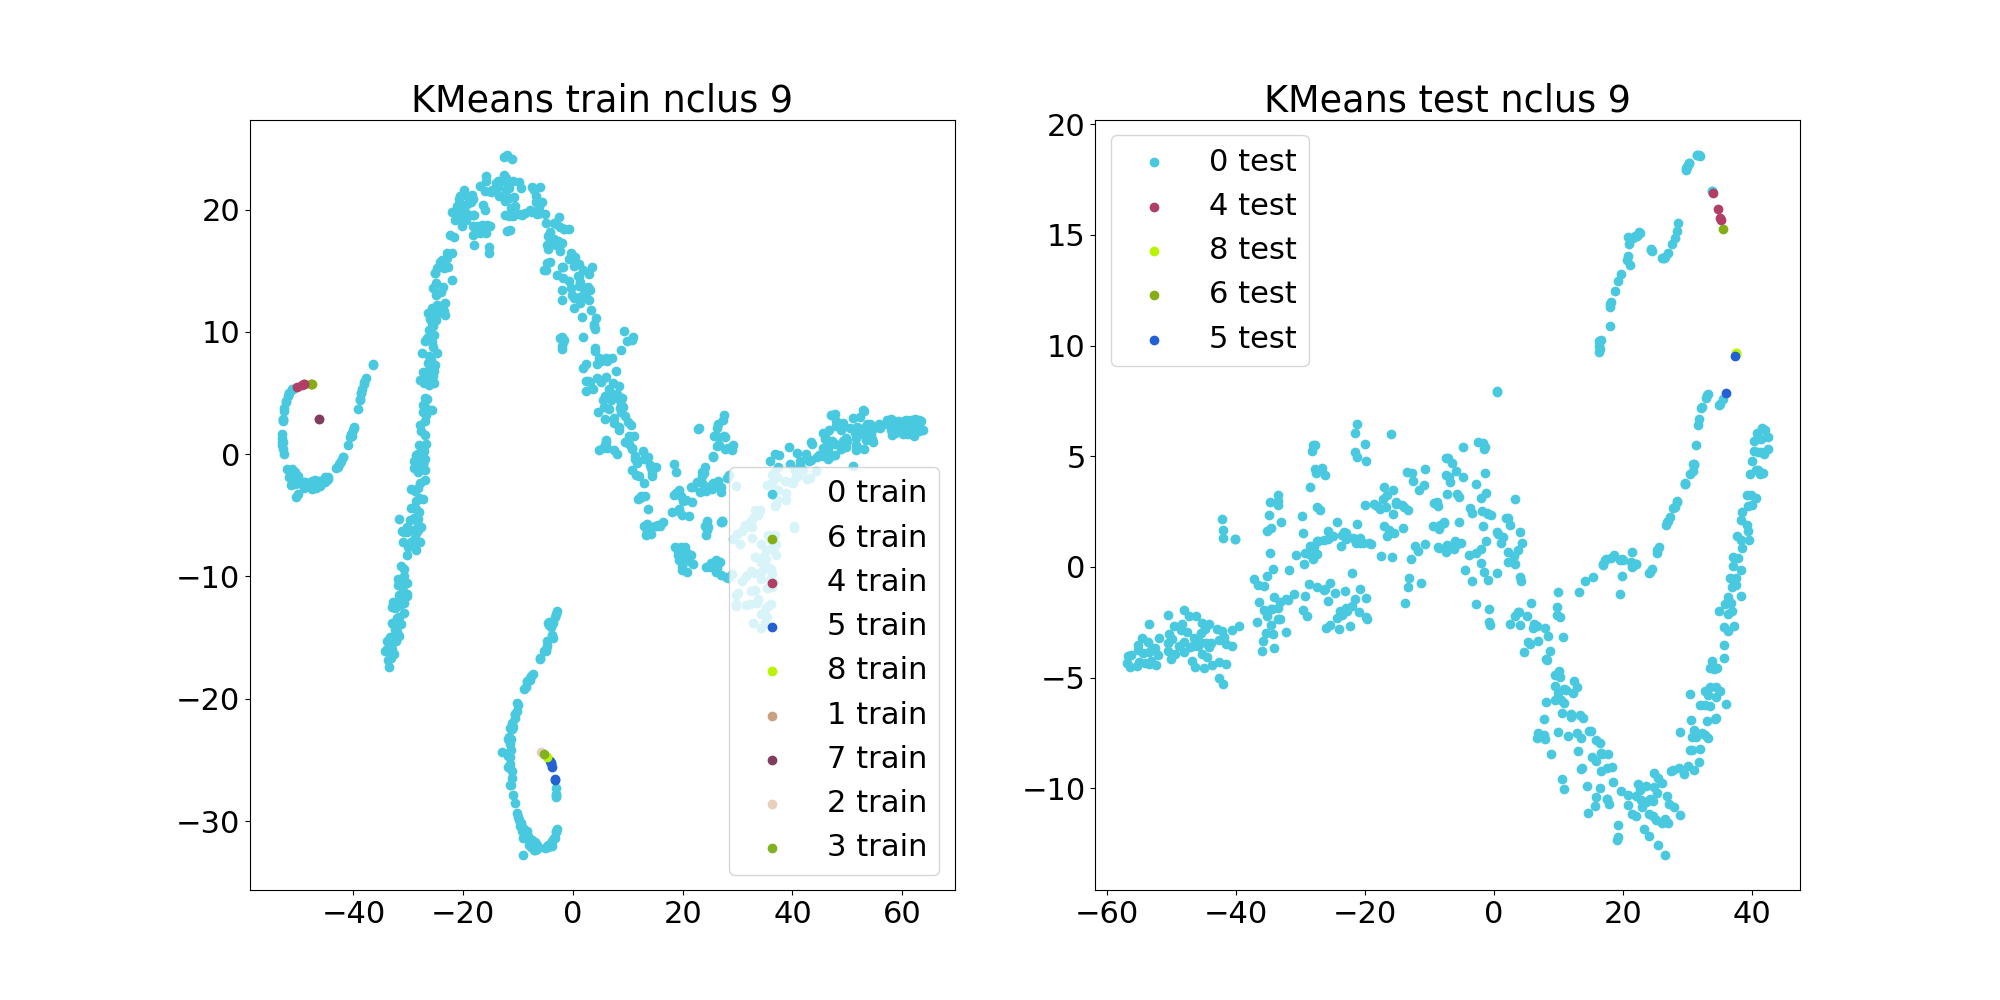 KMeans train nclus 9
20
10
0
−10
−20
−30
−40
−20
0
20
40
60
0 train
6 train
4 train
5 train
8 train
1 train
7 train
2 train
3 train
KMeans test nclus 9
20
15
10
5
0
−5
−10
−60
−40
−20
0
20
40
0 test
4 test
8 test
6 test
5 test